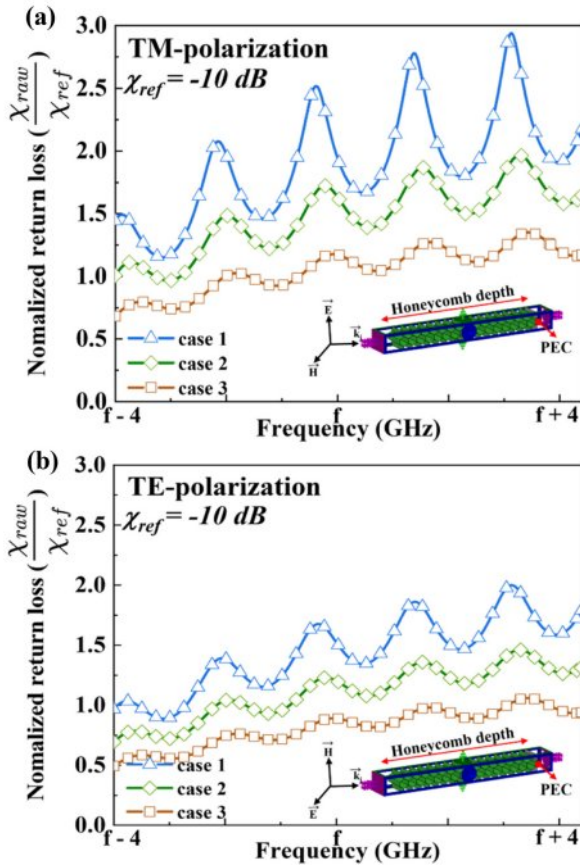 (a)
3.0
2.5
2.0
1.5
1.0
0.5
0.0
Nomalized return loss (χraw/χref)
TM-polarization
χref = -10 dB
case 1
case 2
case 3
E
H
k
Honeycomb depth
PEC
f - 4
f
f + 4
Frequency (GHz)
(b)
3.0
2.5
2.0
1.5
1.0
0.5
0.0
Nomalized return loss (χraw/χref)
TE-polarization
χref = -10 dB
case 1
case 2
case 3
H
E
k
Honeycomb depth
PEC
f - 4
f
f + 4
Frequency (GHz)